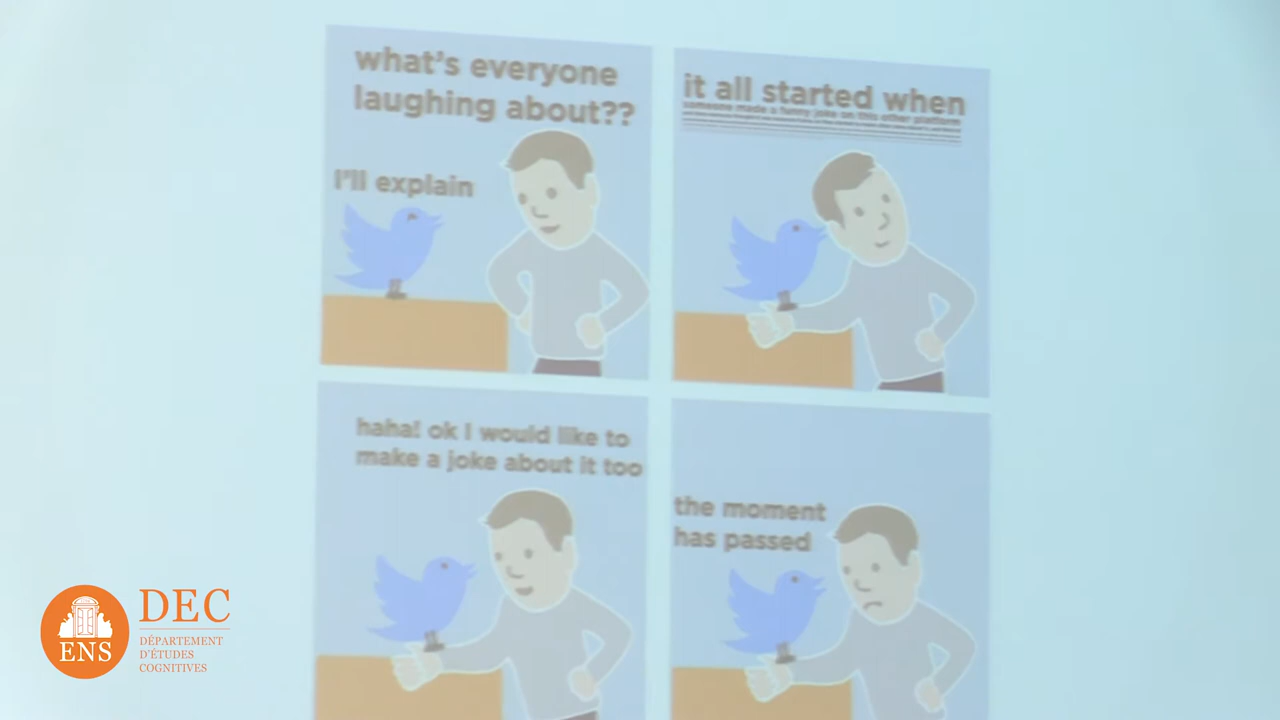 what's everyone
laughing about??
I'll explain
it all started when
someone made a funny joke on this other platform
haha! ok I would like to
make a joke about it too
the moment
has passed
ENS
DEC
DÉPARTEMENT
D'ÉTUDES
COGNITIVES